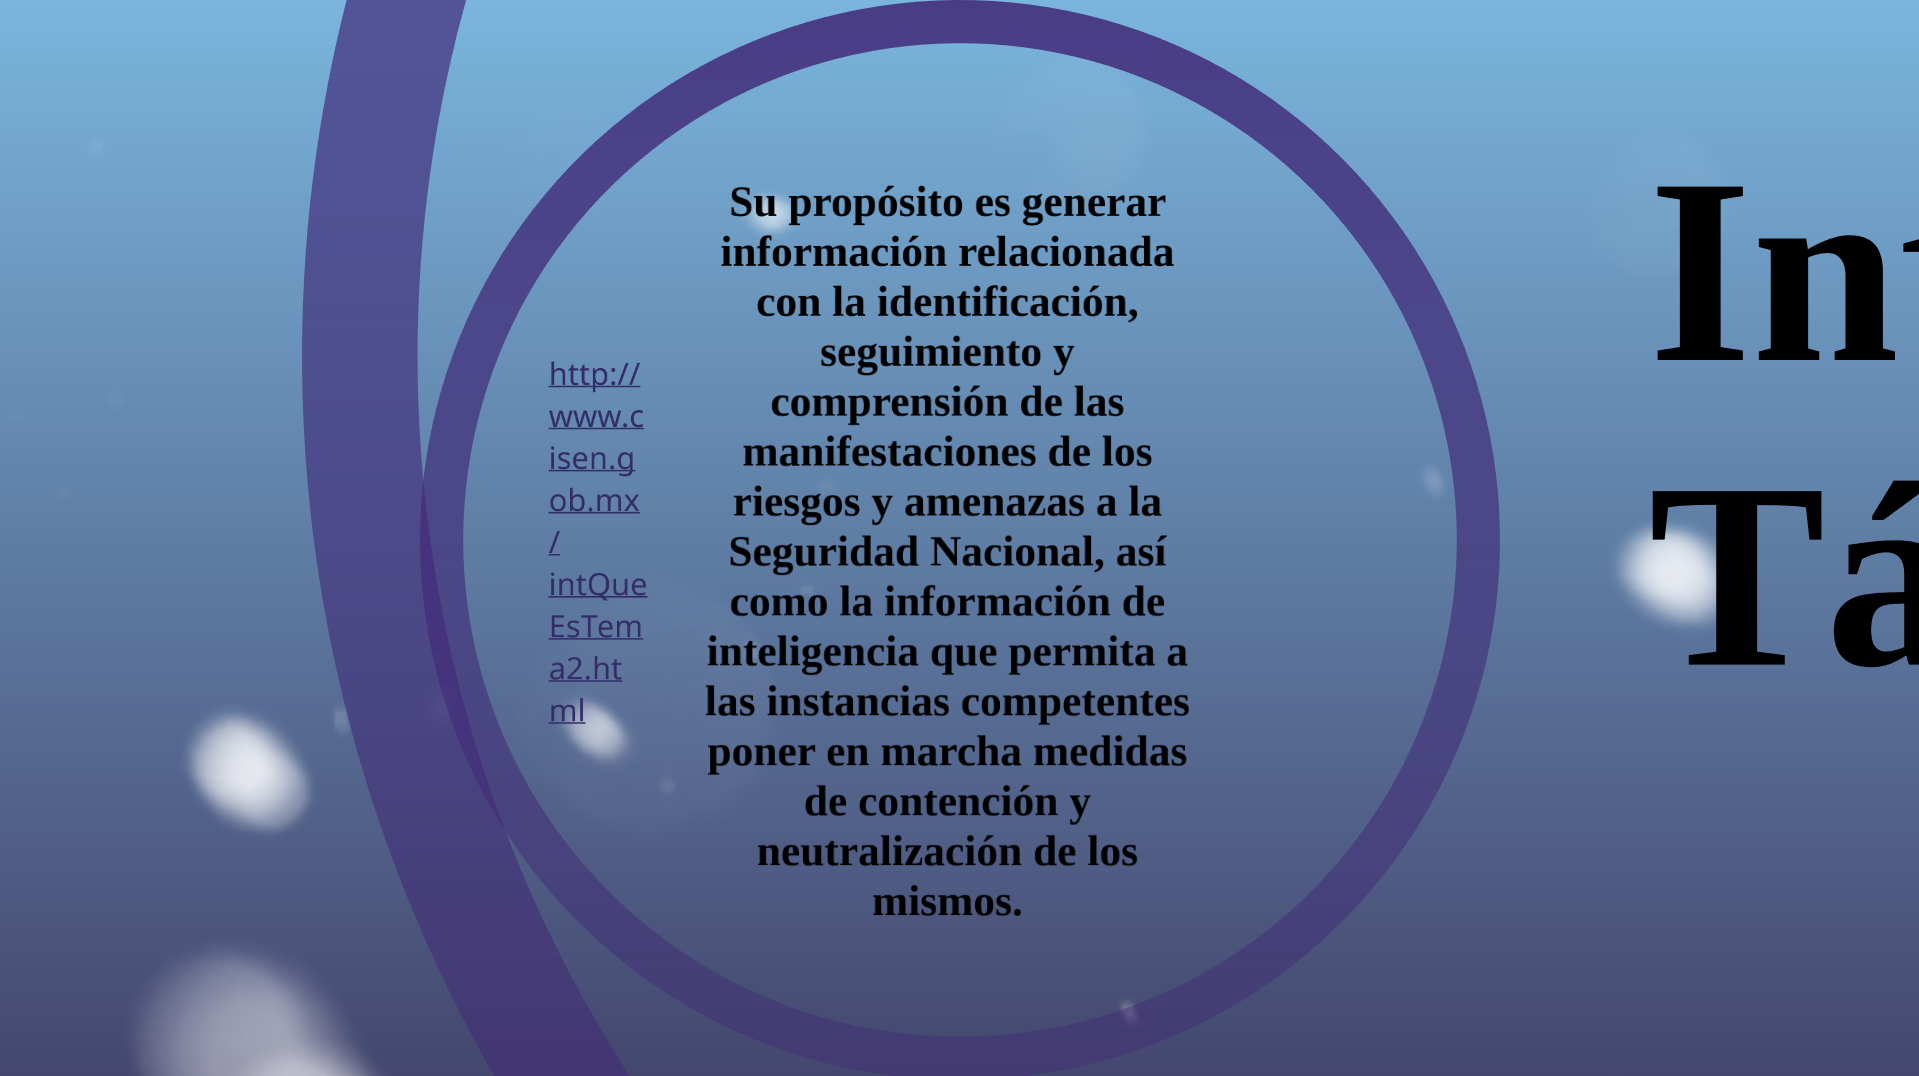 http://
www.c
isen.g
ob.mx
/
intQue
EsTem
a2.ht
ml
Su propósito es generar
información relacionada
con la identificación,
seguimiento y
comprensión de las
manifestaciones de los
riesgos y amenazas a la
Seguridad Nacional, así
como la información de
inteligencia que permita a
las instancias competentes
poner en marcha medidas
de contención y
neutralización de los
mismos.